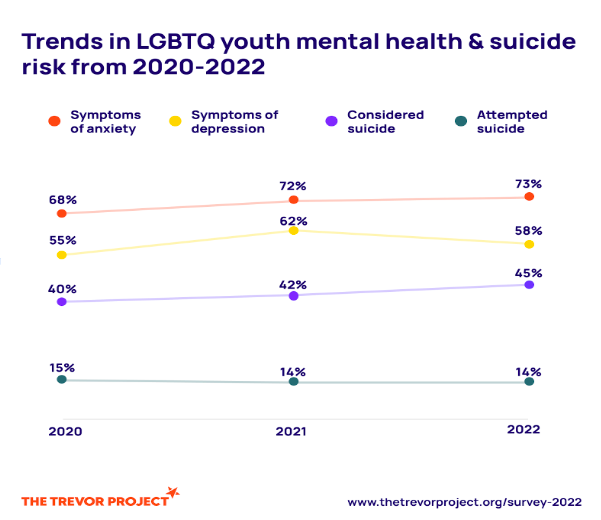 Trends in LGBTQ youth mental health & suicide
risk from 2020-2022
Symptoms
of anxiety
Symptoms of
depression
Considered
suicide
Attempted
suicide
68%
72%
73%
55%
62%
58%
40%
42%
45%
15%
14%
14%
2020
2021
2022
THE TREVOR PROJECT
www.thetrevorproject.org/survey-2022